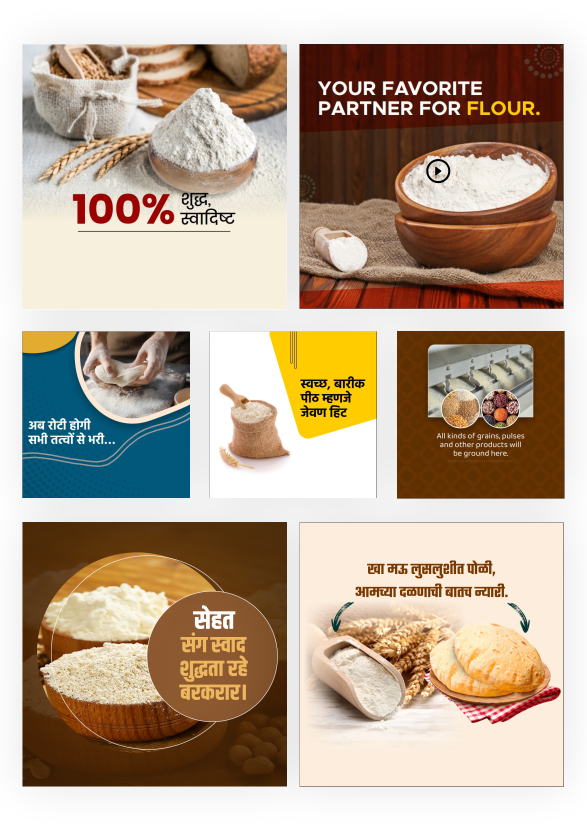 100% शुद्ध,
स्वादिष्ट
YOUR FAVORITE
PARTNER FOR FLOUR.
अब रोटी होगी
सभी तत्वों से भरी...
स्वच्छ, बारीक
पीठ म्हणजे
जेवण हिट
All kinds of grains, pulses
and other products will
be ground here.
सेहत
संग स्वाद
शुद्धता रहे
बरकरार।
खा मऊ लुसलुशीत पोळी,
आमच्या दळणाची बातच न्यारी.